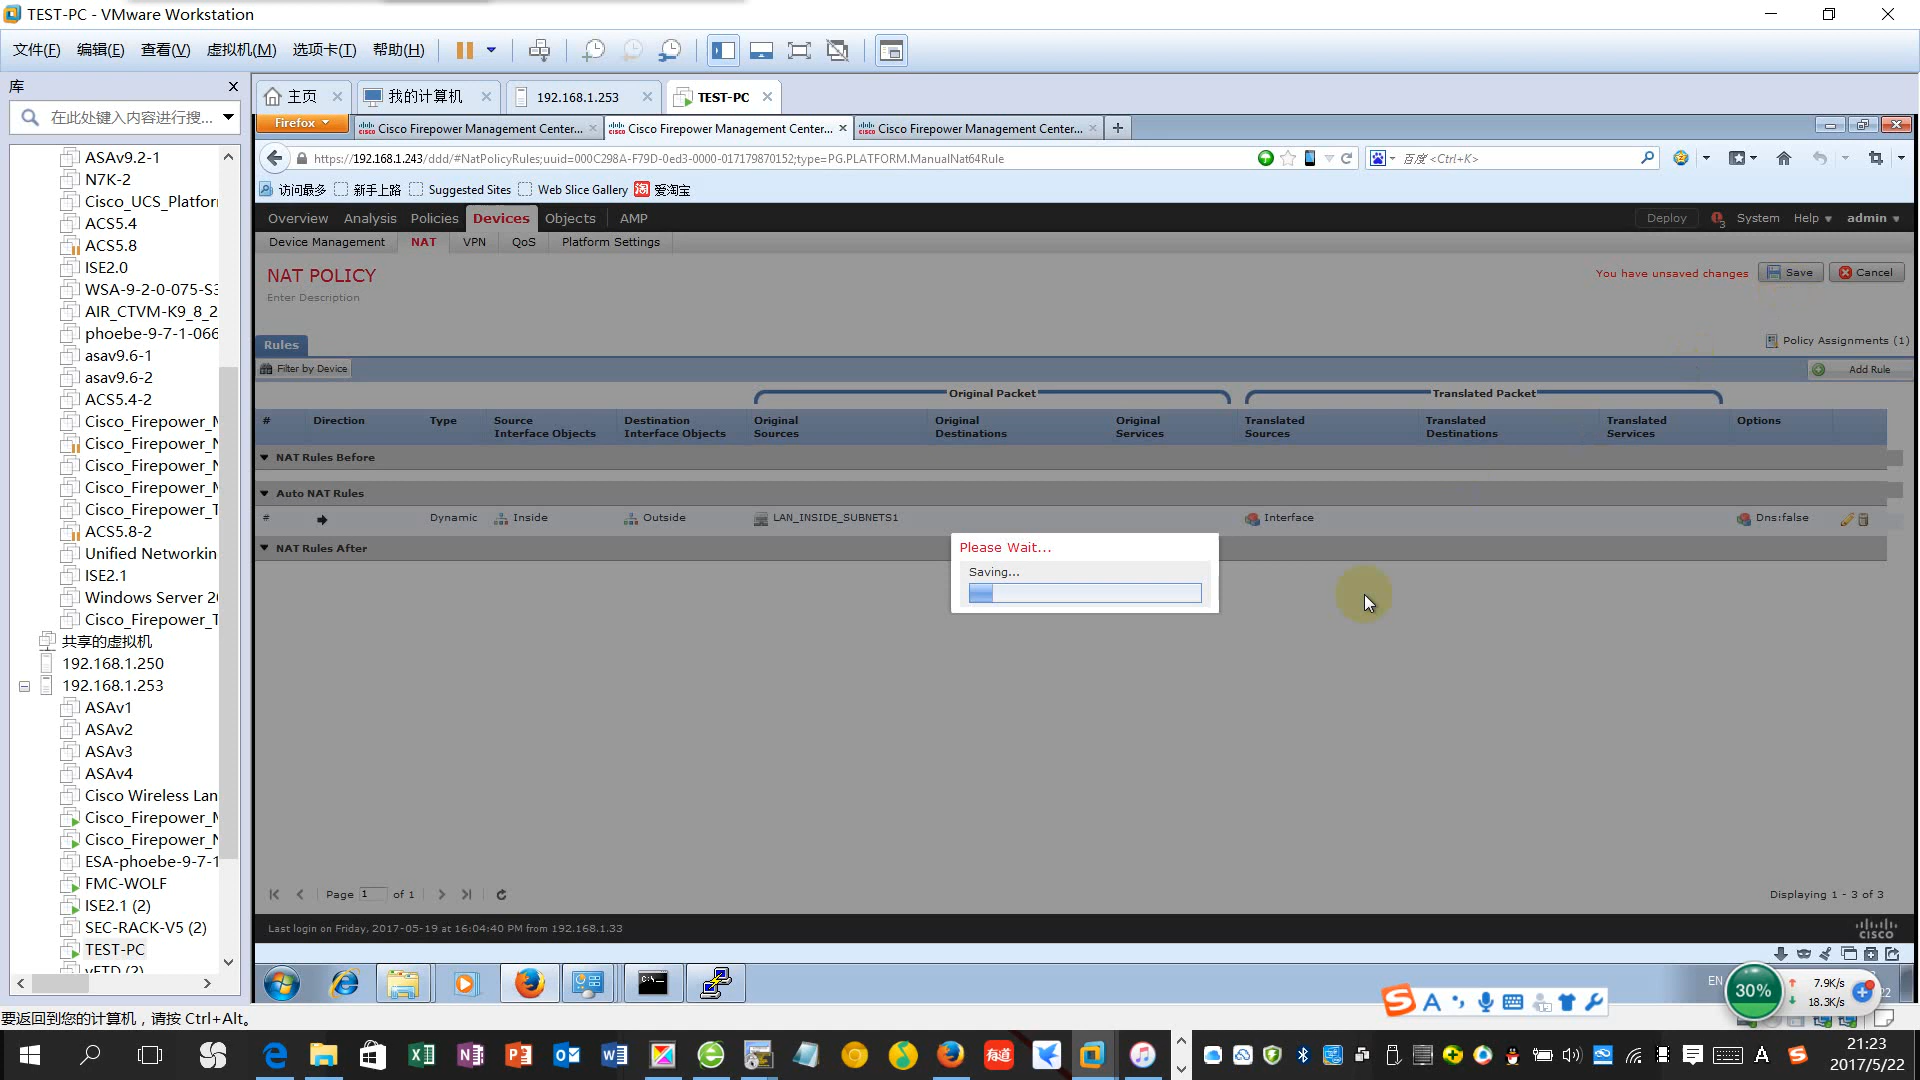 TEST-PC - VMware Workstation
文件(F) 编辑(E) 查看(V) 虚拟机(M) 选项卡(T) 帮助(H)
库
在此处键入内容进行搜...
主页
我的计算机
192.168.1.253
TEST-PC
Firefox
Cisco Firepower Management Center...
Cisco Firepower Management Center...
Cisco Firepower Management Center...
https://192.168.1.243/ddd/#NatPolicyRules;uuid=000C298A-F79D-0ed3-0000-017179870152;type=PG.PLATFORM.ManualNat64Rule
百度 <Ctrl+K>
访问最多 新手上路 Suggested Sites Web Slice Gallery 爱淘宝
Overview Analysis Policies Devices Objects AMP
Deploy 3 System Help admin
Device Management NAT VPN QoS Platform Settings
NAT POLICY
Enter Description
You have unsaved changes Save Cancel
Rules
Policy Assignments (1)
Filter by Device
Add Rule
Original Packet Translated Packet
# Direction Type Source Interface Objects Destination Interface Objects Original Sources Original Destinations Original Services Translated Sources Translated Destinations Translated Services Options
NAT Rules Before
Auto NAT Rules
# Dynamic Inside Outside LAN_INSIDE_SUBNETS1 Interface Dns:false
NAT Rules After
Please Wait...
Saving...
Page 1 of 1
Displaying 1 - 3 of 3
Last login on Friday, 2017-05-19 at 16:04:40 PM from 192.168.1.33
CISCO
ASAv9.2-1
N7K-2
Cisco_UCS_Platfor
ACS5.4
ACS5.8
ISE2.0
WSA-9-2-0-075-S3
AIR_CTVM-K9_8_2
phoebe-9-7-1-066
asav9.6-1
asav9.6-2
ACS5.4-2
Cisco_Firepower_M
Cisco_Firepower_N
Cisco_Firepower_N
Cisco_Firepower_M
Cisco_Firepower_T
ACS5.8-2
Unified Networkin
ISE2.1
Windows Server 20
Cisco_Firepower_T
共享的虚拟机
192.168.1.250
192.168.1.253
ASAv1
ASAv2
ASAv3
ASAv4
Cisco Wireless Lan
Cisco_Firepower_M
Cisco_Firepower_N
ESA-phoebe-9-7-1
FMC-WOLF
ISE2.1 (2)
SEC-RACK-V5 (2)
TEST-PC
vFTD (2)
EN
30%
7.9K/s
18.3K/s
要返回到您的计算机，请按 Ctrl+Alt。
有道
21:23
2017/5/22